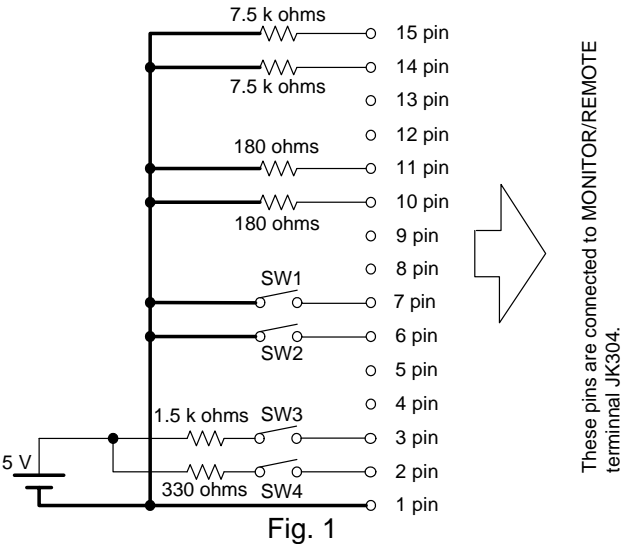 7.5 k ohms
15 pin
14 pin
7.5 k ohms
13 pin
12 pin
180 ohms
11 pin
10 pin
180 ohms
9 pin
8 pin
SW1
7 pin
6 pin
SW2
5 pin
4 pin
1.5 k ohms SW3
3 pin
5 V
2 pin
330 ohms SW4
1 pin
Fig. 1
These pins are connected to MONITOR/REMOTE
terminnal JK304.